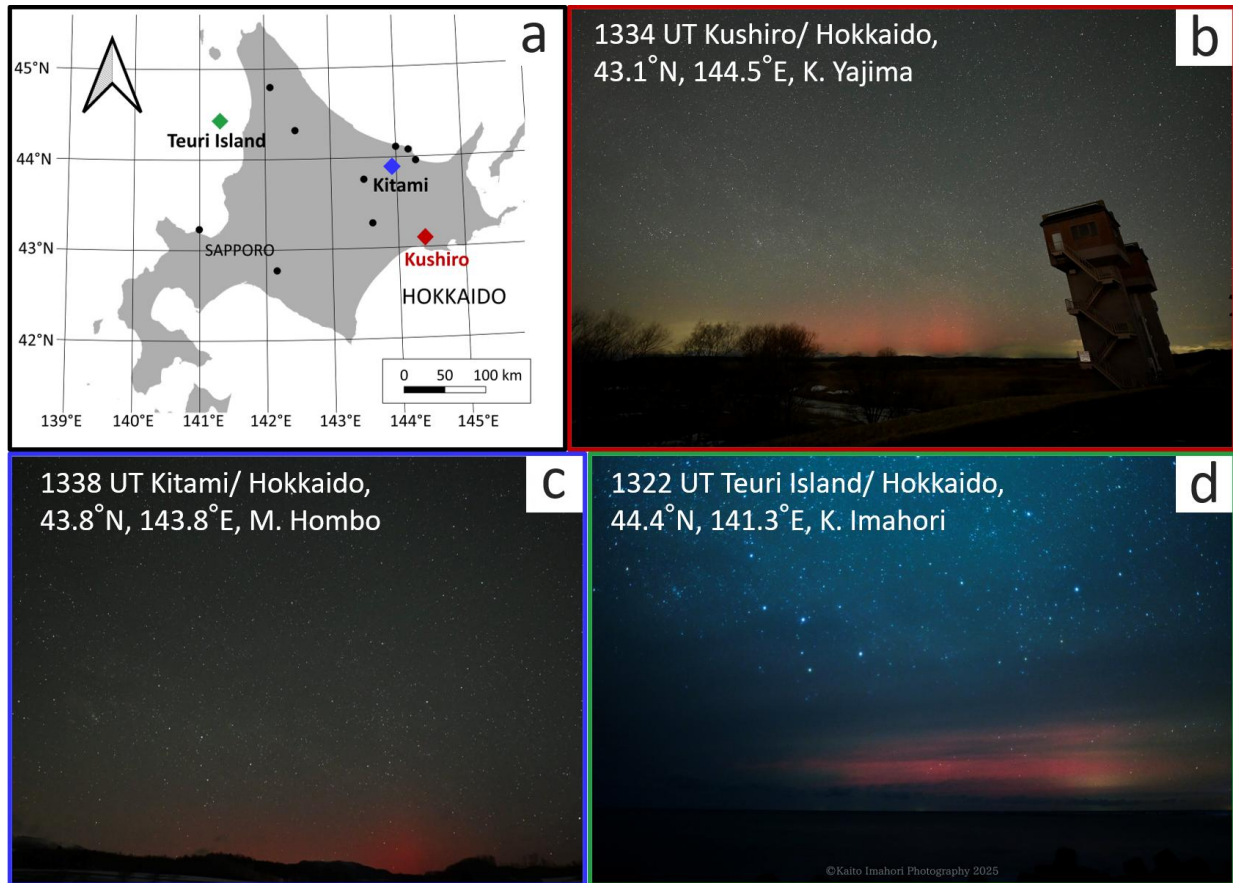 a
45°N
44°N
43°N
42°N
Teuri Island
Kitami
SAPPORO
Kushiro
HOKKAIDO
0 50 100 km
139°E 140°E 141°E 142°E 143°E 144°E 145°E
b
1334 UT Kushiro/ Hokkaido,
43.1°N, 144.5°E, K. Yajima
c
1338 UT Kitami/ Hokkaido,
43.8°N, 143.8°E, M. Hombo
d
1322 UT Teuri Island/ Hokkaido,
44.4°N, 141.3°E, K. Imahori
©Kaito Imahori Photography 2025